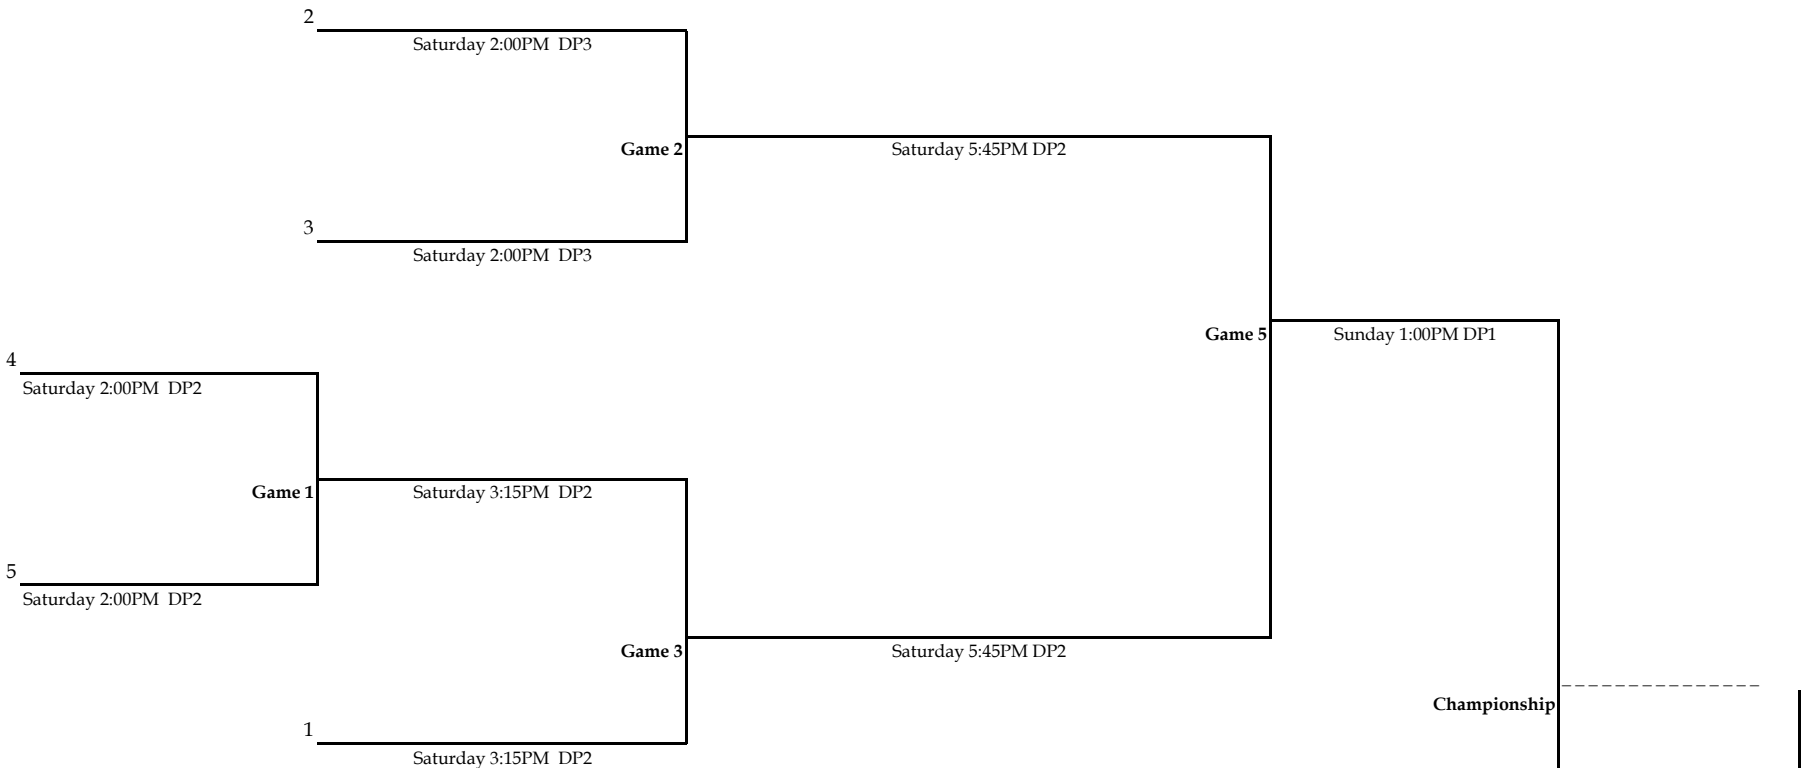 2
Saturday 2:00PM  DP3
Game 2
Saturday 5:45PM DP2
3
Saturday 2:00PM  DP3
Game 5
Sunday 1:00PM DP1
4
Saturday 2:00PM  DP2
Game 1
Saturday 3:15PM  DP2
5
Saturday 2:00PM  DP2
Game 3
Saturday 5:45PM DP2
Championship
1
Saturday 3:15PM  DP2